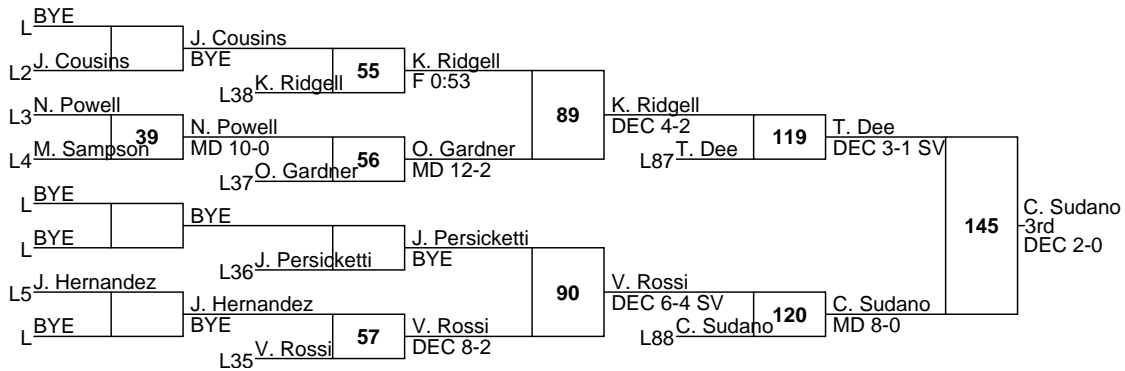 L BYE
J. Cousins
BYE
L2 J. Cousins
55
K. Ridgell
F 0:53
L38 K. Ridgell
L3 N. Powell
89
K. Ridgell
DEC 4-2
39
N. Powell
MD 10-0
119
T. Dee
DEC 3-1 SV
L4 M. Sampson
56
O. Gardner
MD 12-2
L87 T. Dee
L37 O. Gardner
L BYE
BYE
145
C. Sudano
3rd
DEC 2-0
L BYE
J. Persicketti
BYE
L36 J. Persicketti
L5 J. Hernandez
90
V. Rossi
DEC 6-4 SV
J. Hernandez
BYE
120
C. Sudano
MD 8-0
L BYE
57
V. Rossi
DEC 8-2
L88 C. Sudano
L35 V. Rossi